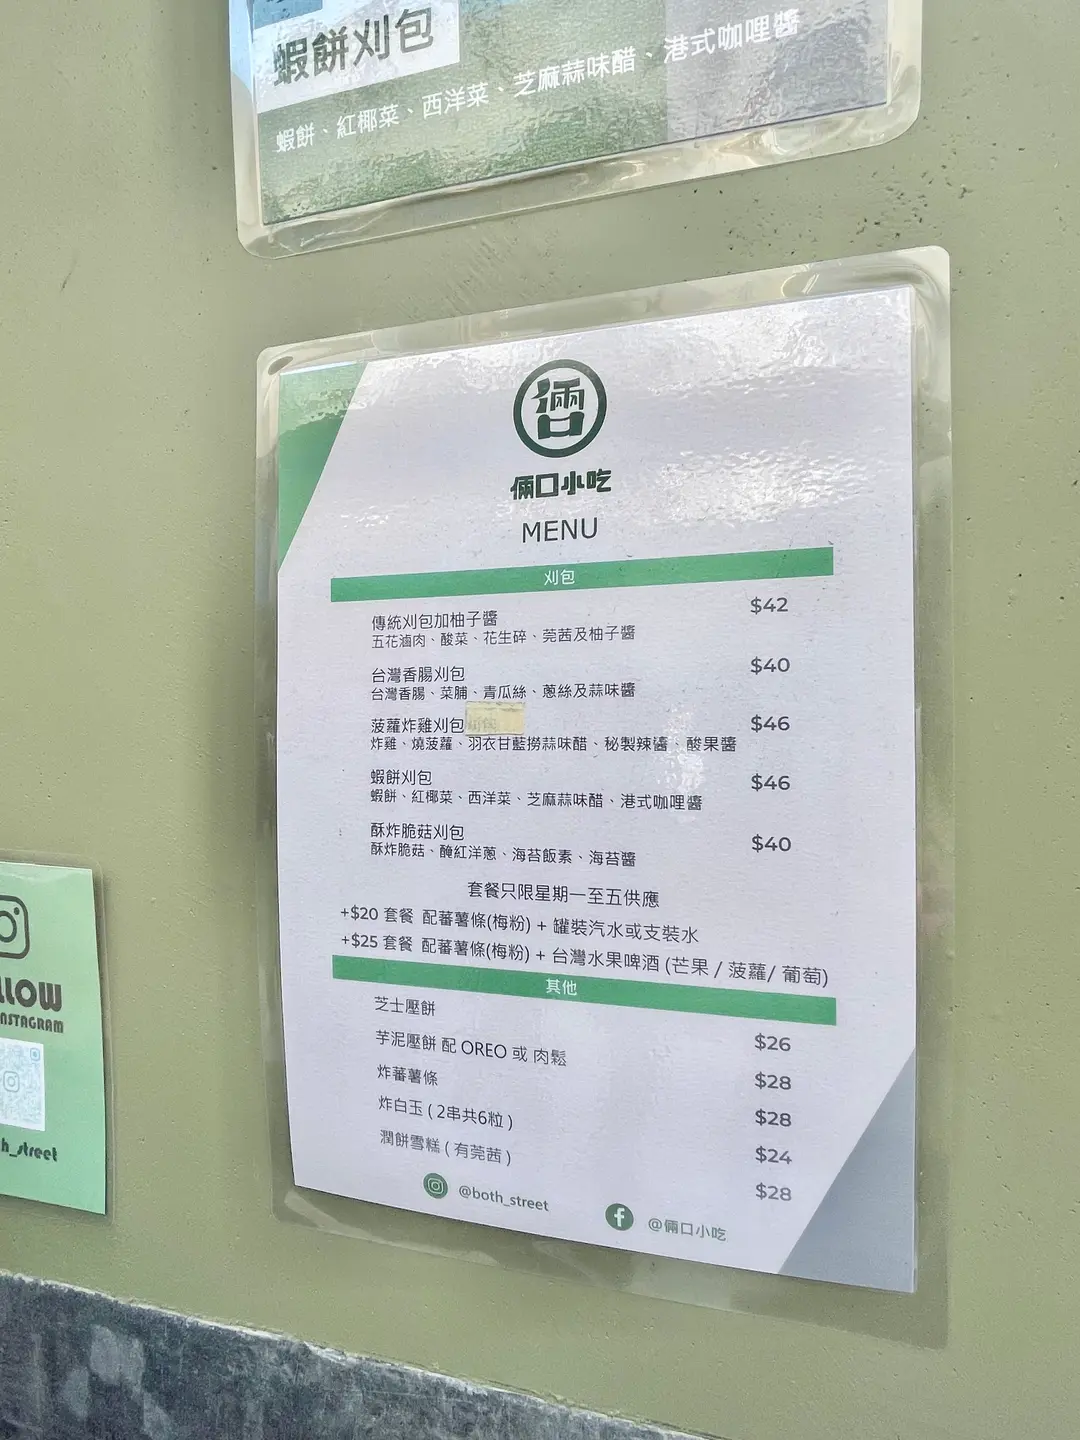 蝦餅刈包
蝦餅、紅椰菜、西洋菜、芝麻蒜味醋、港式咖哩醬
倆口
倆口小吃
MENU
刈包
傳統刈包加柚子醬 $42
五花滷肉、酸菜、花生碎、莞茜及柚子醬
台灣香腸刈包 $40
台灣香腸、菜脯、青瓜絲、蔥絲及蒜味醬
菠蘿炸雞刈包 $46
炸雞、燒菠蘿、羽衣甘藍撈蒜味醋、秘製辣醬、酸果醬
蝦餅刈包 $46
蝦餅、紅椰菜、西洋菜、芝麻蒜味醋、港式咖哩醬
酥炸脆菇刈包 $40
酥炸脆菇、醃紅洋蔥、海苔飯素、海苔醬
套餐只限星期一至五供應
+$20 套餐 配蕃薯條(梅粉) + 罐裝汽水或支裝水
+$25 套餐 配蕃薯條(梅粉) + 台灣水果啤酒 (芒果 / 菠蘿/ 葡萄)
其他
芝士壓餅 $26
芋泥壓餅 配 OREO 或 肉鬆 $28
炸蕃薯條 $28
炸白玉 ( 2串共6粒 ) $24
潤餅雪糕 ( 有莞茜 ) $28
@both_street
@倆口小吃
LLOW
NSTAGRAM
h_street